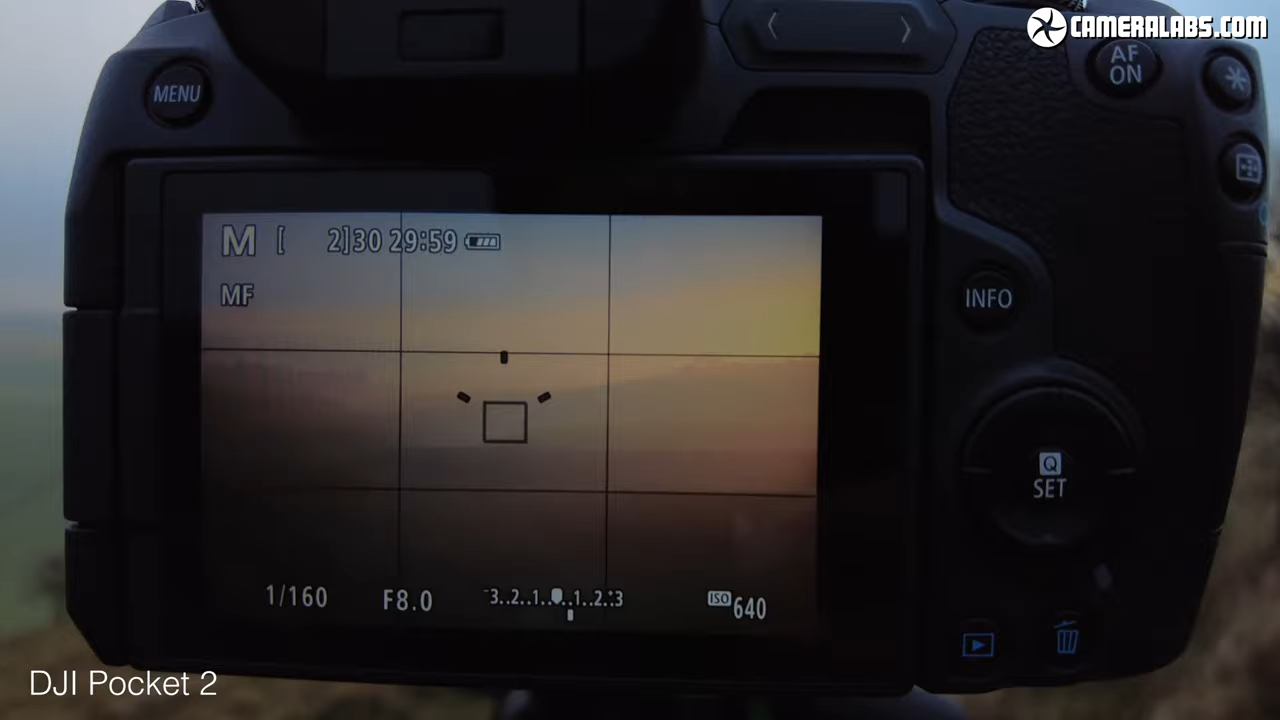 CAMERALABS.COM
AF
ON
MENU
M [ 2]30 29:59
MF
INFO
Q
SET
1/160 F8.0 -3..2..1...1..2.:3 ISO 640
DJI Pocket 2